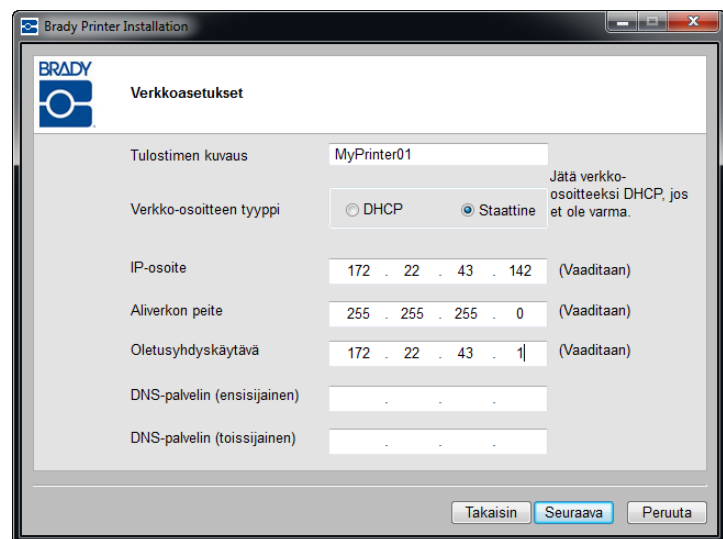 Brady Printer Installation
BRADY
Verkkoasetukset
Tulostimen kuvaus MyPrinter01
Verkko-osoitteen tyyppi DHCP Staattine
Jätä verkko-
osoitteeksi DHCP, jos
et ole varma.
IP-osoite 172 . 22 . 43 . 142 (Vaaditaan)
Aliverkon peite 255 . 255 . 255 . 0 (Vaaditaan)
Oletusyhdyskäytävä 172 . 22 . 43 . 1 (Vaaditaan)
DNS-palvelin (ensisijainen) . . .
DNS-palvelin (toissijainen) . . .
Takaisin Seuraava Peruuta